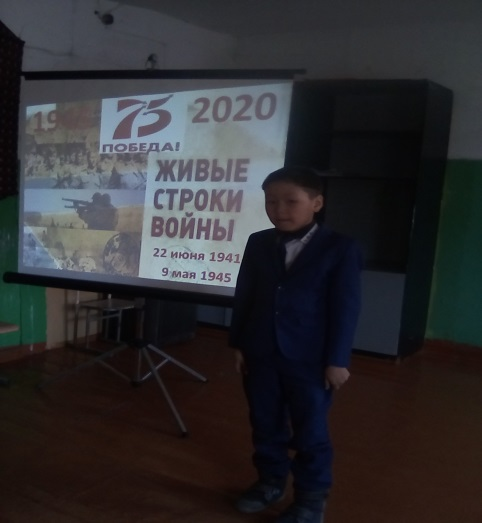 75
2020
ПОБЕДА!
ЖИВЫЕ
СТРОКИ
ВОЙНЫ
22 июня 1941
9 мая 1945